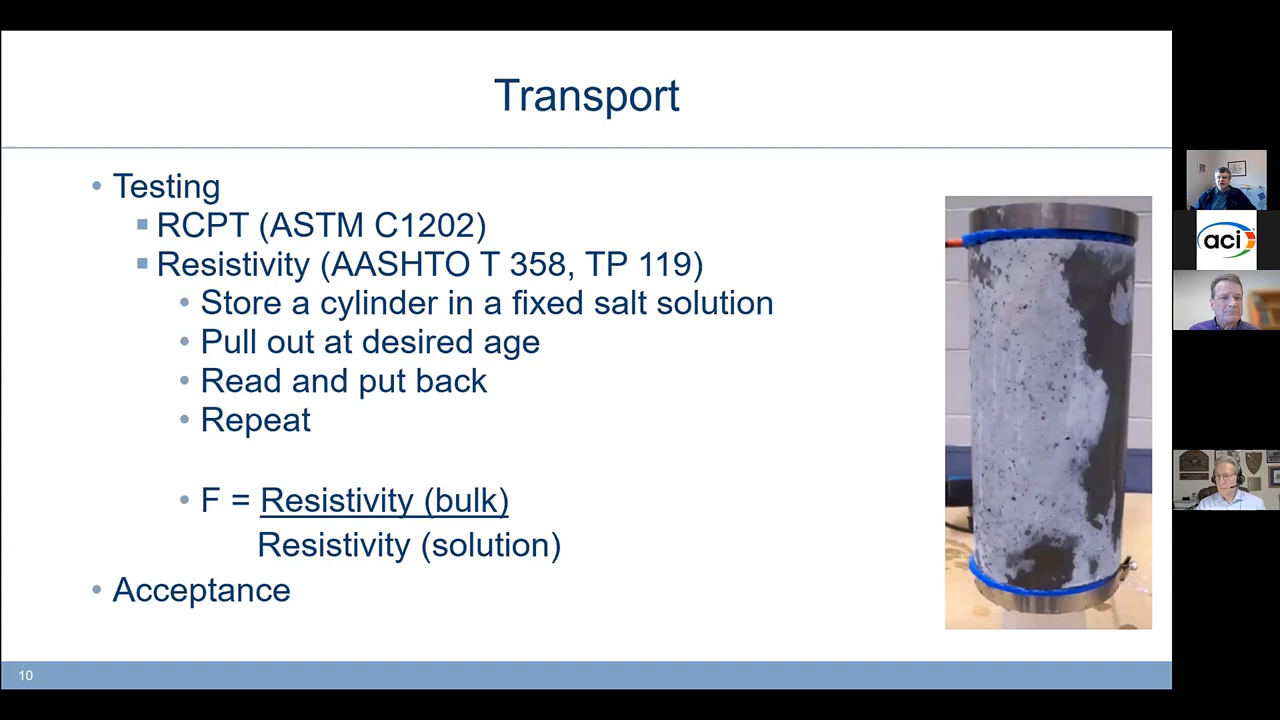 Transport
Testing
RCPT (ASTM C1202)
Resistivity (AASHTO T 358, TP 119)
Store a cylinder in a fixed salt solution
Pull out at desired age
Read and put back
Repeat
F = Resistivity (bulk)
Resistivity (solution)
Acceptance
10
aci